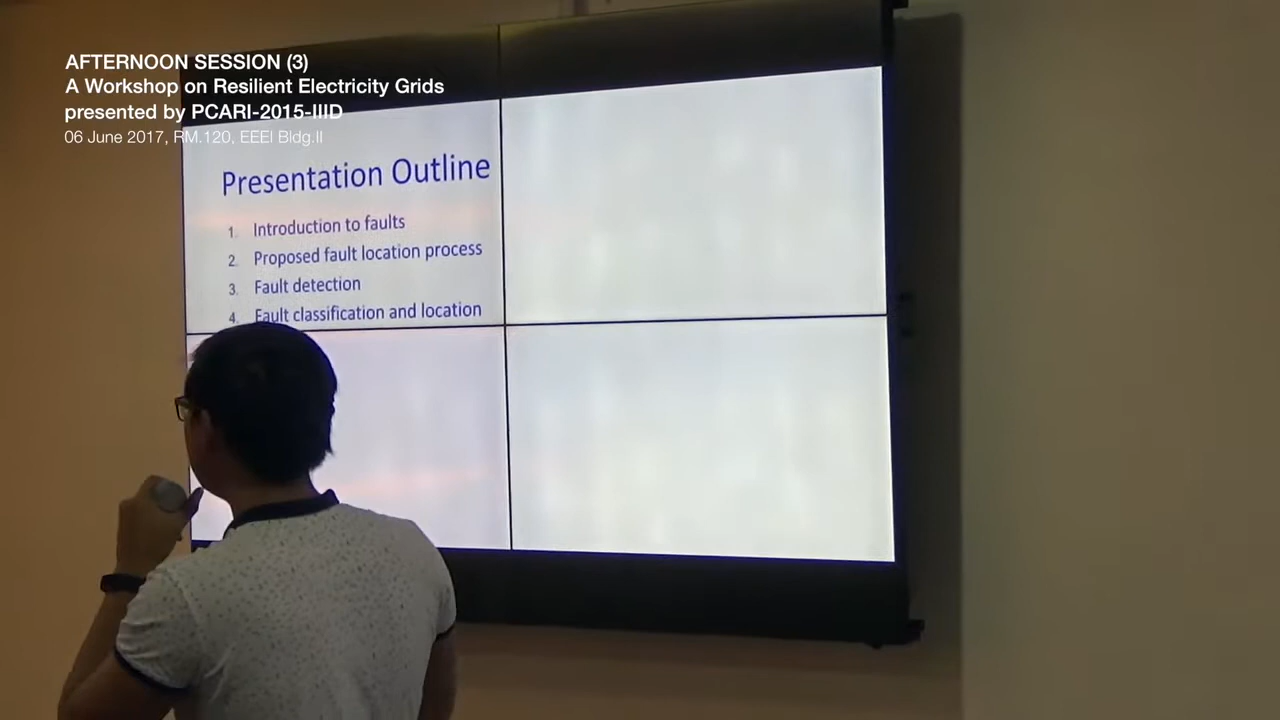 AFTERNOON SESSION (3)
A Workshop on Resilient Electricity Grids
presented by PCARI-2015-IIID
06 June 2017, RM.120, EEEI Bldg.II
Presentation Outline
1. Introduction to faults
2. Proposed fault location process
3. Fault detection
4. Fault classification and location